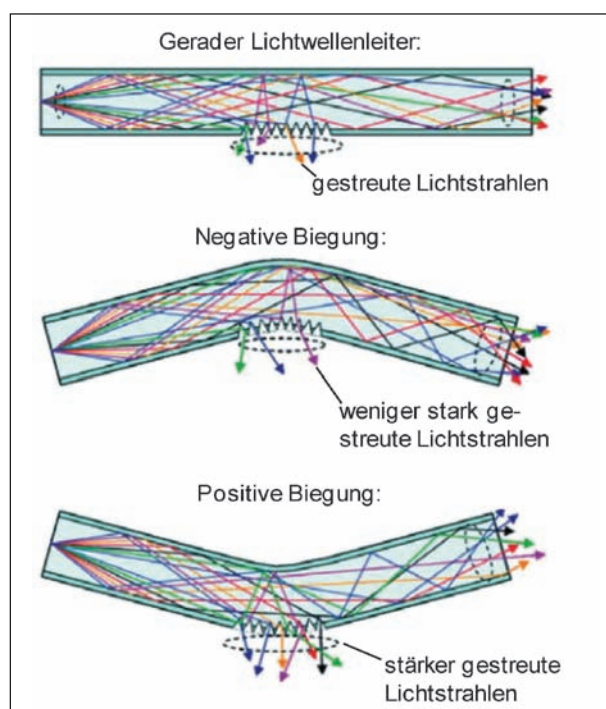 Gerader Lichtwellenleiter:
gestreute Lichtstrahlen
Negative Biegung:
weniger stark ge-
streute Lichtstrahlen
Positive Biegung:
stärker gestreute
Lichtstrahlen